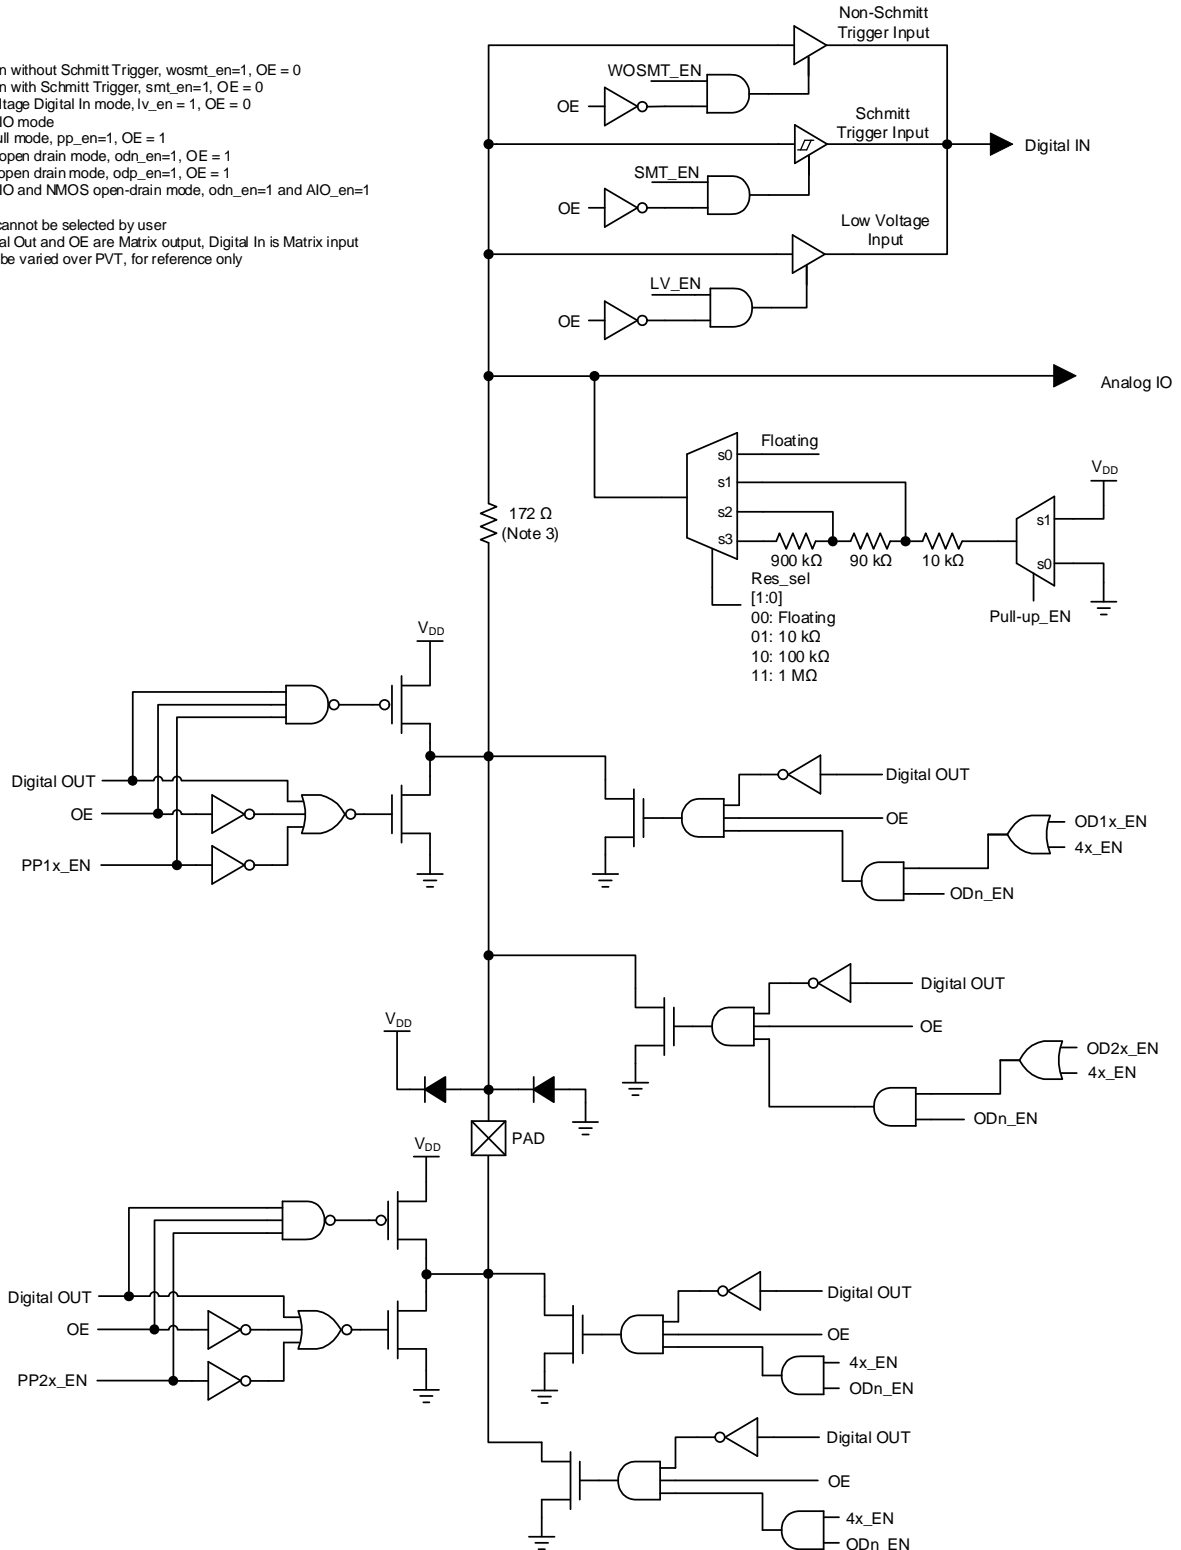 Non-Schmitt
Trigger Input
n without Schmitt Trigger, wosmt_en=1, OE = 0
n with Schmitt Trigger, smt_en=1, OE = 0
ltage Digital In mode, lv_en = 1, OE = 0
IO mode
ull mode, pp_en=1, OE = 1
open drain mode, odn_en=1, OE = 1
open drain mode, odp_en=1, OE = 1
IO and NMOS open-drain mode, odn_en=1 and AIO_en=1
cannot be selected by user
al Out and OE are Matrix output, Digital In is Matrix input
be varied over PVT, for reference only
WOSMT_EN
OE
Schmitt
Trigger Input
Digital IN
SMT_EN
OE
Low Voltage
Input
LV_EN
OE
Analog IO
Floating
s0
s1
s2
s3
VDD
s1
s0
172 Ω
(Note 3)
900 kΩ
90 kΩ
10 kΩ
Res_sel
[1:0]
00: Floating
01: 10 kΩ
10: 100 kΩ
11: 1 MΩ
Pull-up_EN
VDD
Digital OUT
OE
PP1x_EN
Digital OUT
OE
OD1x_EN
4x_EN
ODn_EN
Digital OUT
OE
OD2x_EN
4x_EN
ODn_EN
VDD
PAD
VDD
Digital OUT
OE
PP2x_EN
Digital OUT
OE
4x_EN
ODn_EN
Digital OUT
OE
4x_EN
ODn_EN